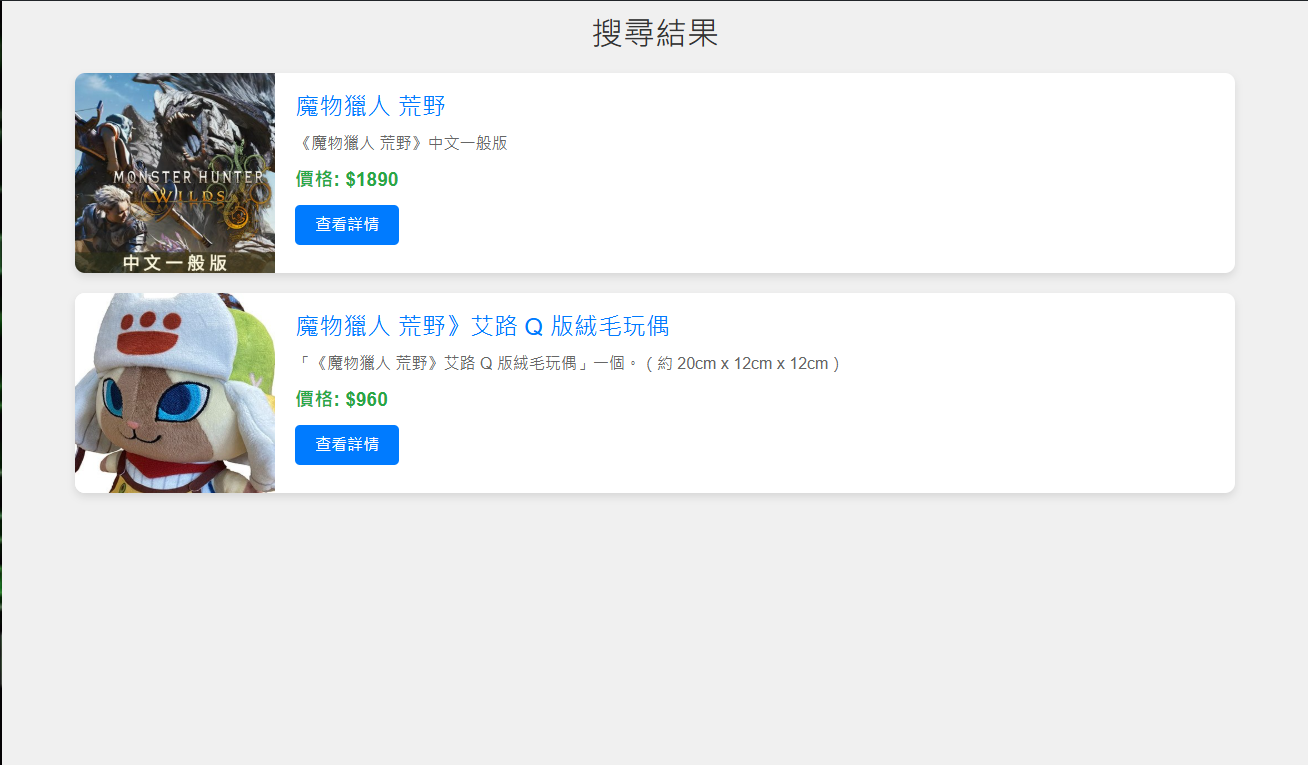 搜尋結果
MONSTER HUNTER
WILDS
中文一般版
魔物獵人 荒野
《魔物獵人 荒野》中文一般版
價格: $1890
查看詳情
魔物獵人 荒野》艾路 Q 版絨毛玩偶
「《魔物獵人 荒野》艾路 Q 版絨毛玩偶」一個。（約 20cm x 12cm x 12cm）
價格: $960
查看詳情